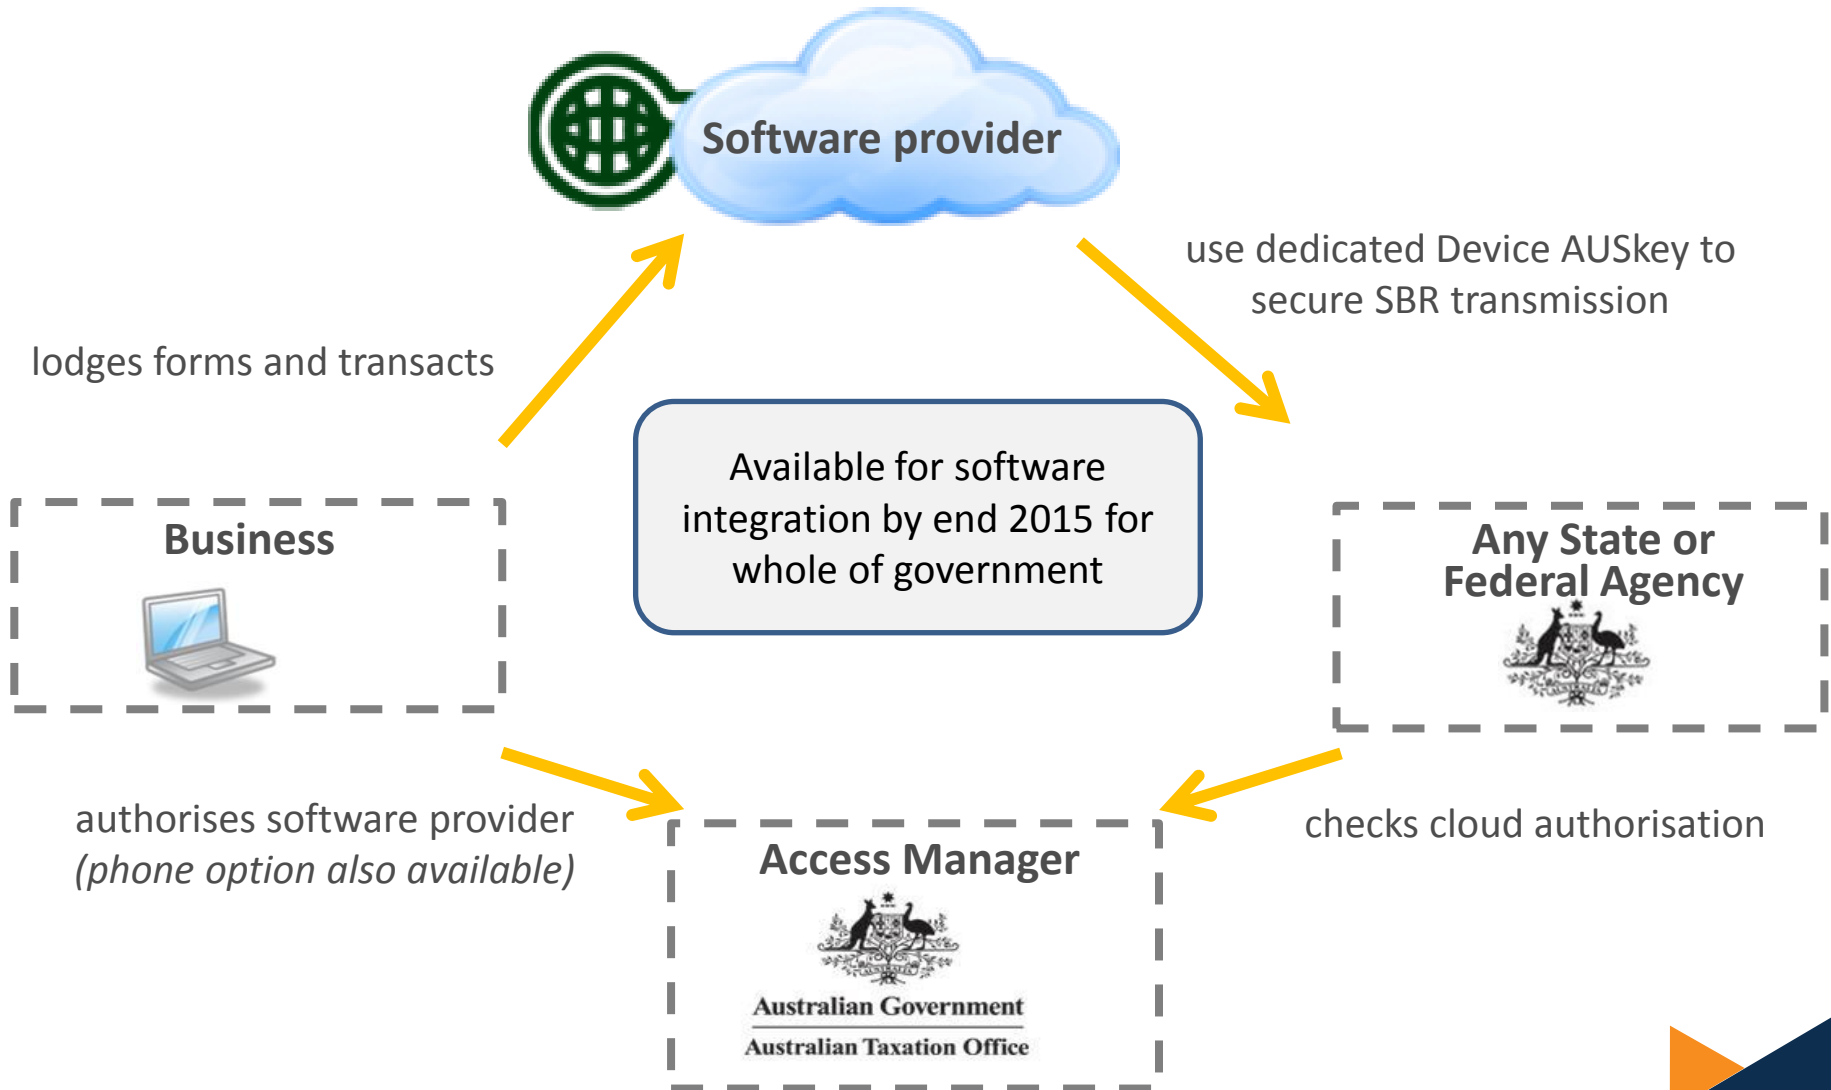 Software provider
use dedicated Device AUSkey to
secure SBR transmission
lodges forms and transacts
Available for software
integration by end 2015 for
whole of government
Business
Any State or
Federal Agency
authorises software provider
(phone option also available)
checks cloud authorisation
Access Manager
AUSTRALIA
Australian Government
Australian Taxation Office